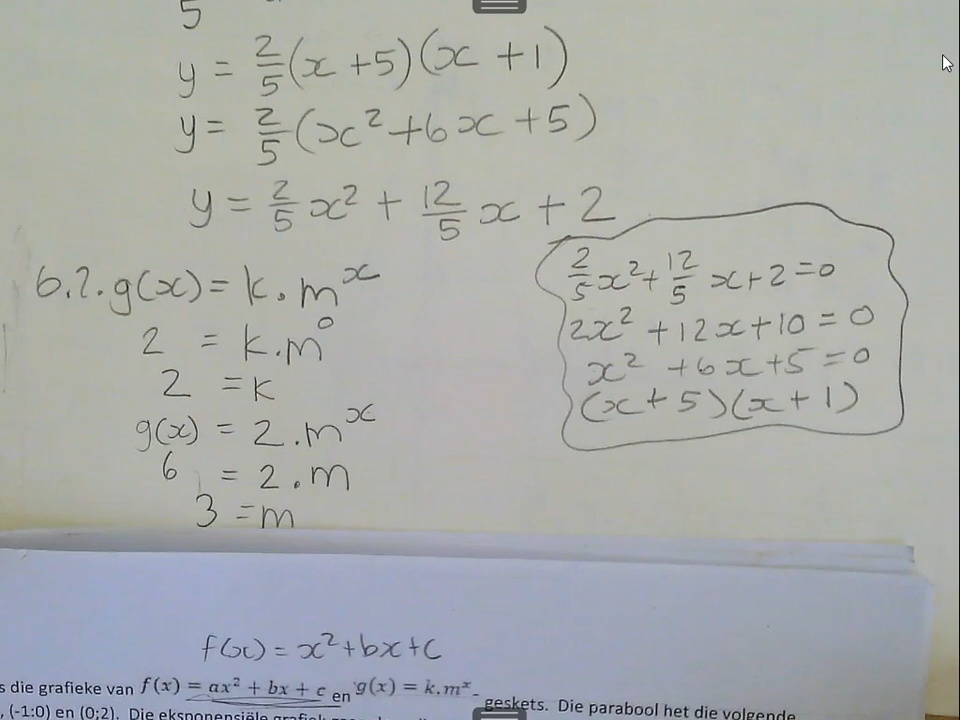 5
y = 2/5(x + 5)(x + 1)
y = 2/5(x² + 6x + 5)
y = 2/5x² + 12/5x + 2
6.2. g(x) = k.m^x
2 = k.m^0
2 = k
g(x) = 2.m^x
6 = 2.m
3 = m
2/5x² + 12/5x + 2 = 0
2x² + 12x + 10 = 0
x² + 6x + 5 = 0
(x + 5)(x + 1)
f(x) = x² + bx + c
s die grafieke van f(x) = ax² + bx + c en g(x) = k.m^x geskets. Die parabool het die volgende
, (-1:0) en (0;2). Die eksponensiële